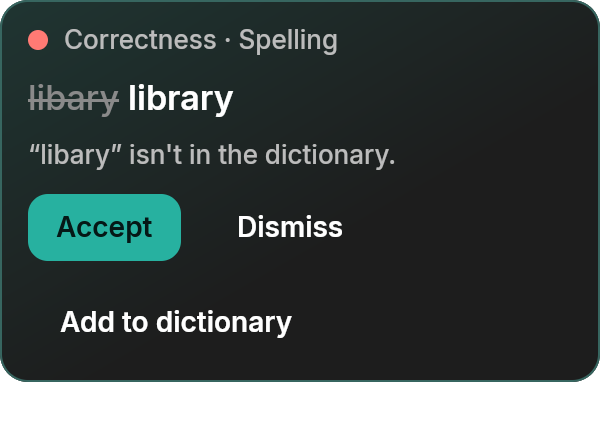 Correctness · Spelling
libary library
“libary” isn't in the dictionary.
Accept Dismiss
Add to dictionary